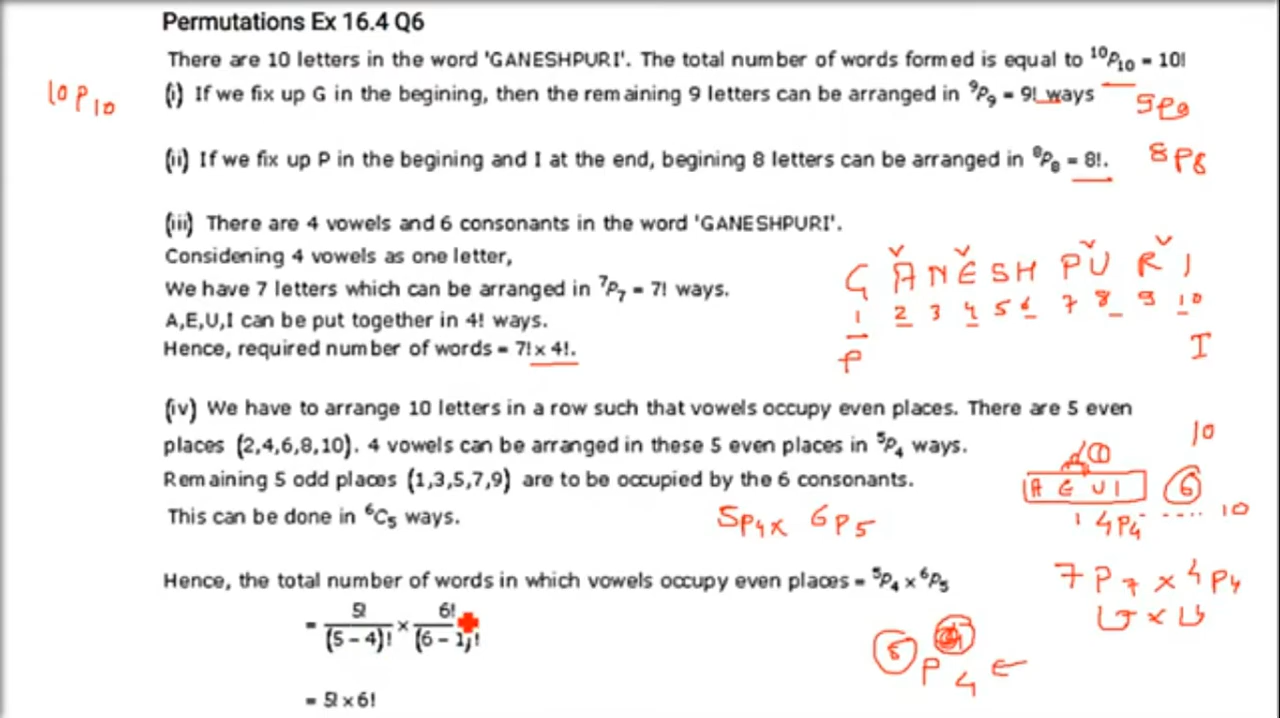 Permutations Ex 16.4 Q6
There are 10 letters in the word 'GANESHPURI'. The total number of words formed is equal to ¹⁰P₁₀ = 10!
(i) If we fix up G in the begining, then the remaining 9 letters can be arranged in ⁹P₉ = 9! ways
10 P 10
9P9
(ii) If we fix up P in the begining and I at the end, begining 8 letters can be arranged in ⁸P₈ = 8!.
8P8
(iii) There are 4 vowels and 6 consonants in the word 'GANESHPURI'.
Considening 4 vowels as one letter,
We have 7 letters which can be arranged in ⁷P₇ = 7! ways.
A,E,U,I can be put together in 4! ways.
Hence, required number of words = 7! × 4!.
G A N E S H P U R I
1 2 3 4 5 6 7 8 9 10
P I
(iv) We have to arrange 10 letters in a row such that vowels occupy even places. There are 5 even
places (2,4,6,8,10). 4 vowels can be arranged in these 5 even places in ⁵P₄ ways.
Remaining 5 odd places (1,3,5,7,9) are to be occupied by the 6 consonants.
This can be done in ⁶C₅ ways.
5P4 × 6P5
10
A E U I 6
1 4P4 10
7P7 × 4P4
Hence, the total number of words in which vowels occupy even places = ⁵P₄ × ⁶P₅
= 5!/(5 − 4)! × 6!/(6 − 1)!
5 P 4
= 5! × 6!